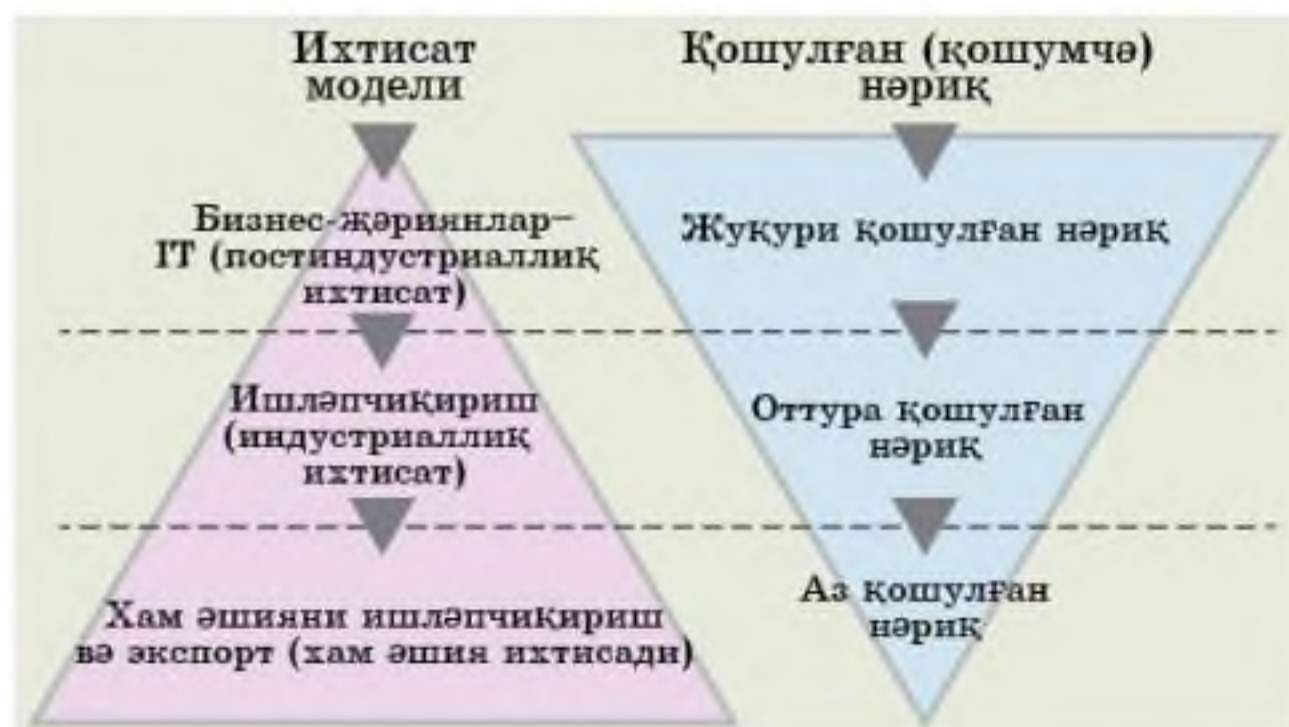 Ихтисат
модели
Бизнес-җәриянлар–
IT (постиндустриаллиқ
ихтисат)
Ишләпчиқириш
(индустриаллиқ
ихтисат)
Хам әшияни ишләпчиқириш
вә экспорт (хам әшия ихтисади)
Қошулған (қошумчә)
нәриқ
Жуқури қошулған нәриқ
Оттура қошулған
нәриқ
Аз қошулған
нәриқ